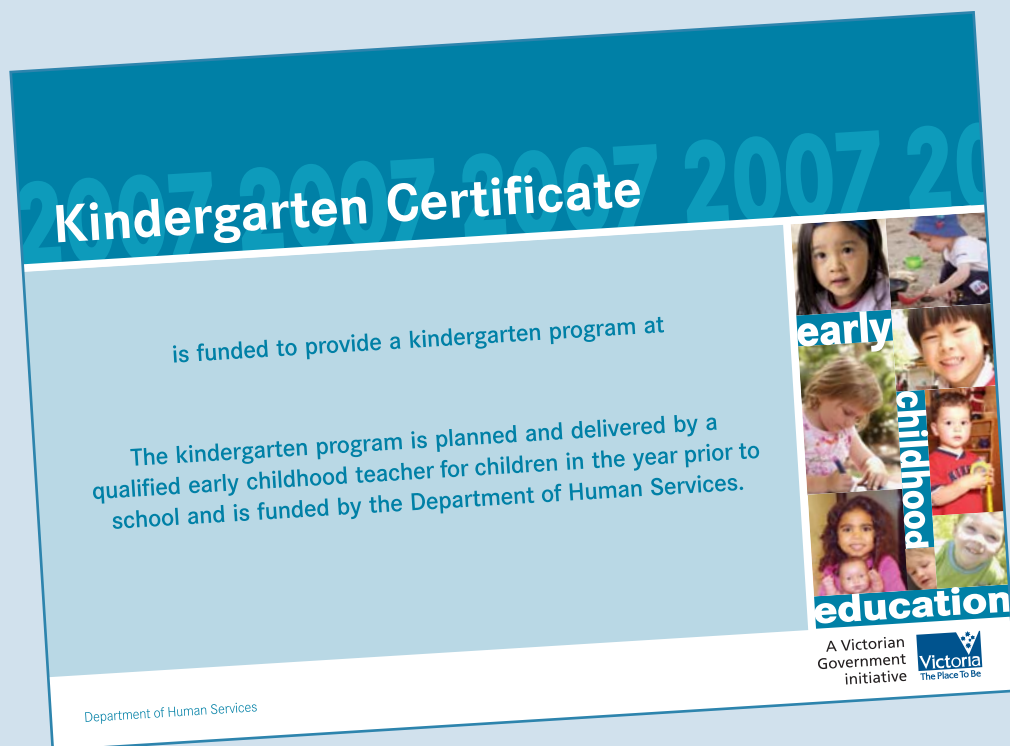 2007 2007 2007 2007 20
Kindergarten Certificate
is funded to provide a kindergarten program at
The kindergarten program is planned and delivered by a
qualified early childhood teacher for children in the year prior to
school and is funded by the Department of Human Services.
early
childhood
education
A Victorian
Government
initiative
Victoria
The Place To Be
Department of Human Services